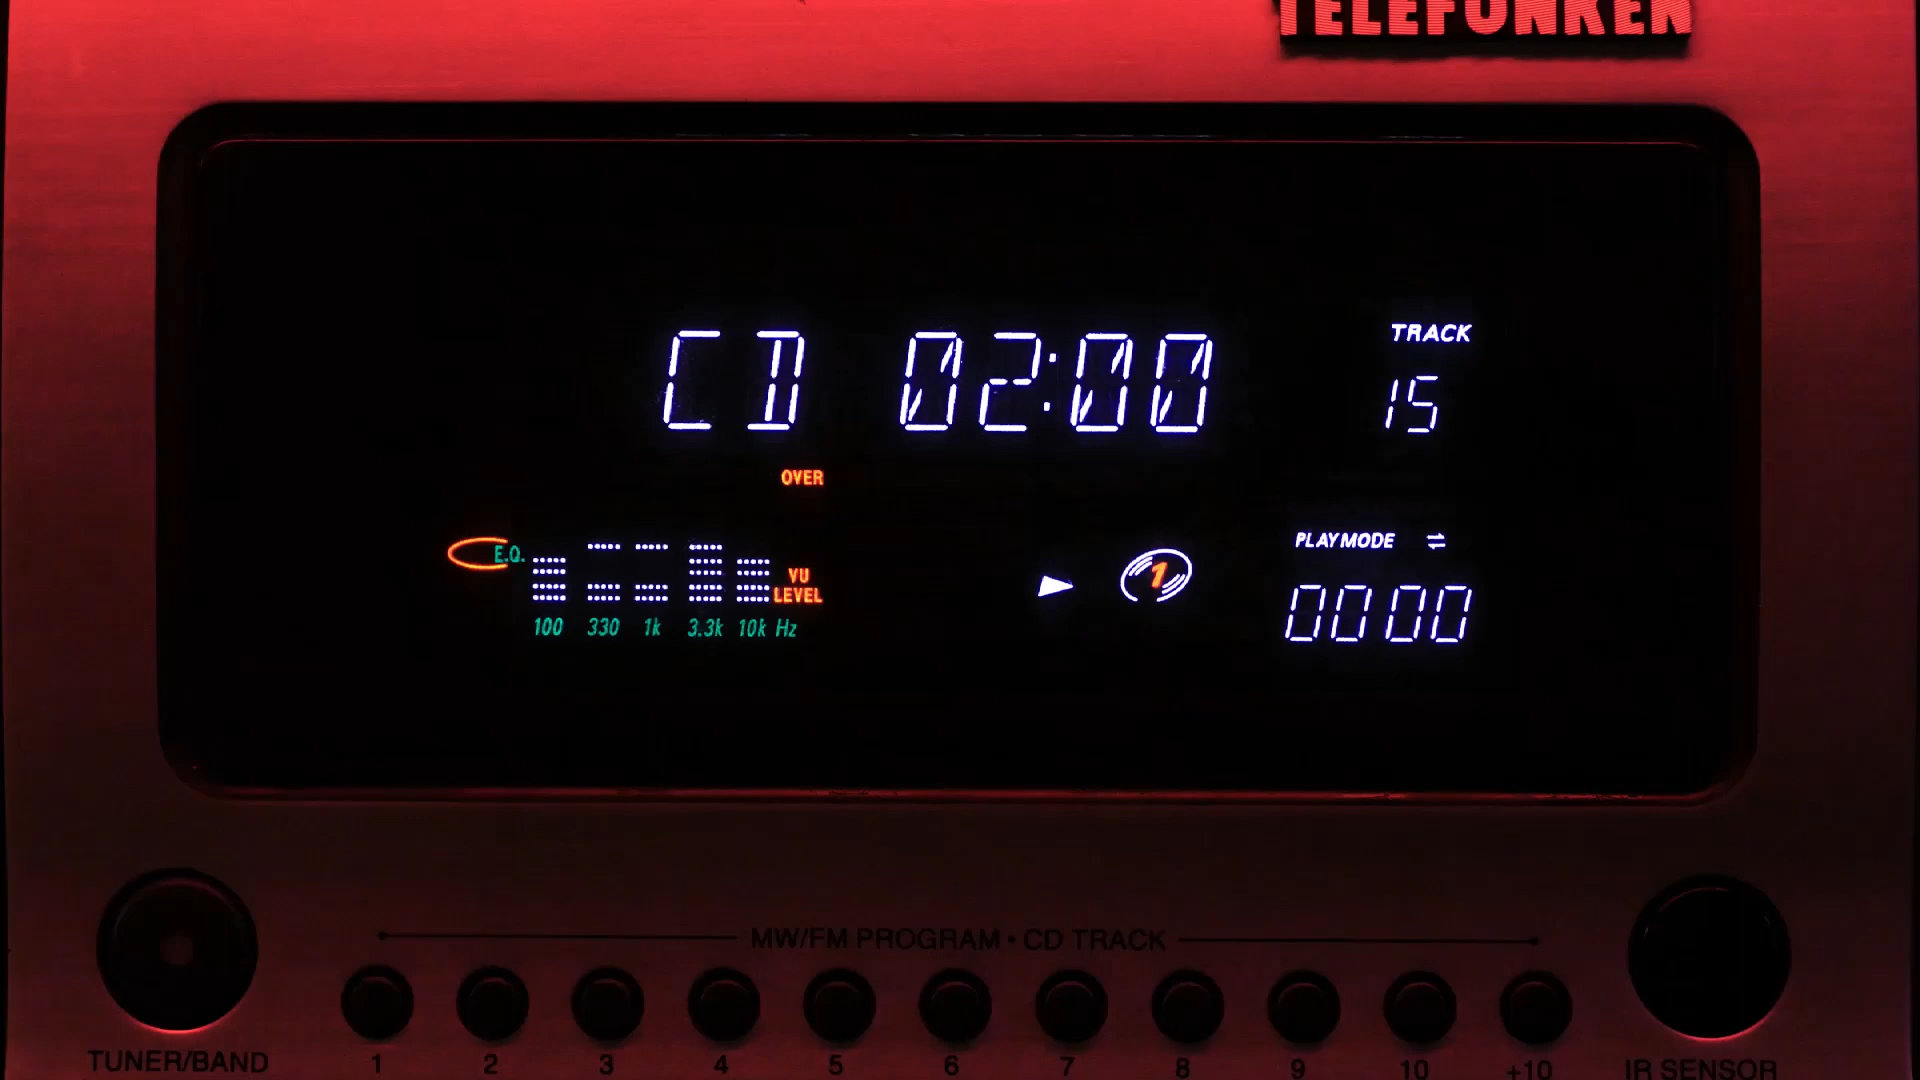 TELEFUNKEN
CD 02:00
TRACK
15
OVER
E.Q.
VU
LEVEL
100 330 1k 3.3k 10k Hz
1
PLAYMODE
0000
MW/FM PROGRAM • CD TRACK
TUNER/BAND
1 2 3 4 5 6 7 8 9 10 +10
IR SENSOR